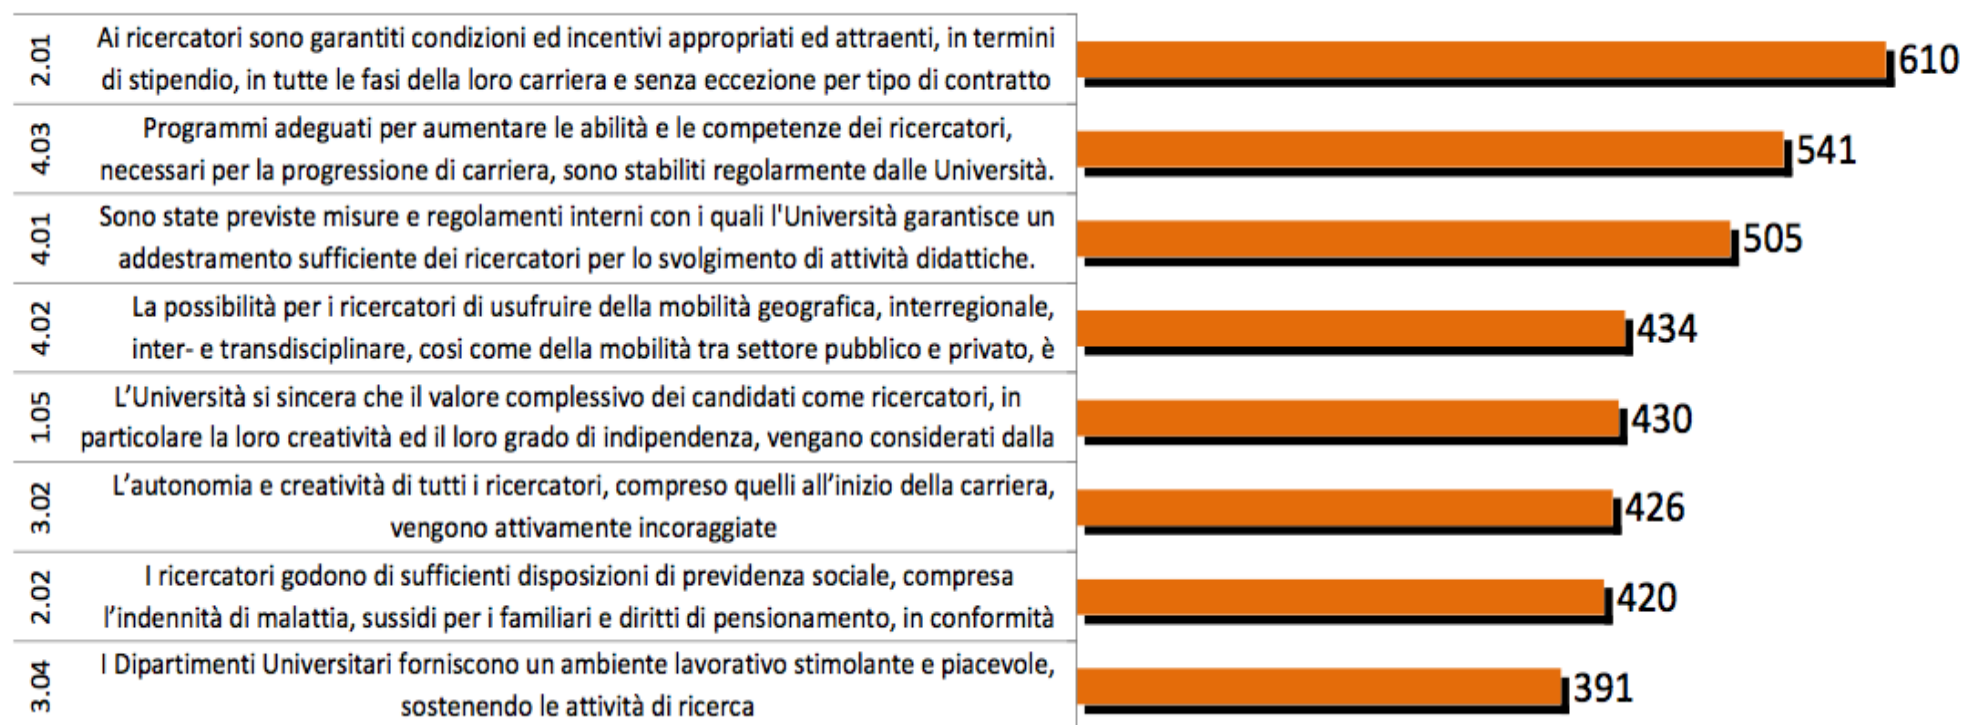 2.01
Ai ricercatori sono garantiti condizioni ed incentivi appropriati ed attraenti, in termini
di stipendio, in tutte le fasi della loro carriera e senza eccezione per tipo di contratto
610
4.03
Programmi adeguati per aumentare le abilità e le competenze dei ricercatori,
necessari per la progressione di carriera, sono stabiliti regolarmente dalle Università.
541
4.01
Sono state previste misure e regolamenti interni con i quali l'Università garantisce un
addestramento sufficiente dei ricercatori per lo svolgimento di attività didattiche.
505
4.02
La possibilità per i ricercatori di usufruire della mobilità geografica, interregionale,
inter- e transdisciplinare, cosi come della mobilità tra settore pubblico e privato, è
434
1.05
L’Università si sincera che il valore complessivo dei candidati come ricercatori, in
particolare la loro creatività ed il loro grado di indipendenza, vengano considerati dalla
430
3.02
L’autonomia e creatività di tutti i ricercatori, compreso quelli all’inizio della carriera,
vengono attivamente incoraggiate
426
2.02
I ricercatori godono di sufficienti disposizioni di previdenza sociale, compresa
l’indennità di malattia, sussidi per i familiari e diritti di pensionamento, in conformità
420
3.04
I Dipartimenti Universitari forniscono un ambiente lavorativo stimolante e piacevole,
sostenendo le attività di ricerca
391